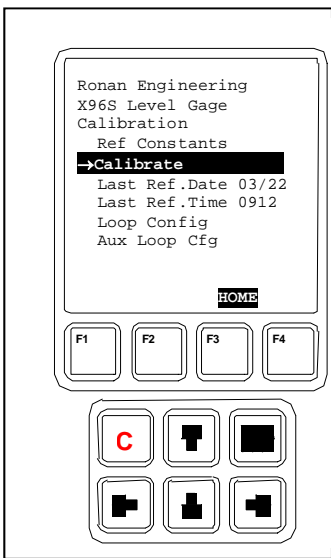 Ronan Engineering
X96S Level Gage
Calibration
Ref Constants
→Calibrate
Last Ref.Date 03/22
Last Ref.Time 0912
Loop Config
Aux Loop Cfg
HOME
F1 F2 F3 F4
C